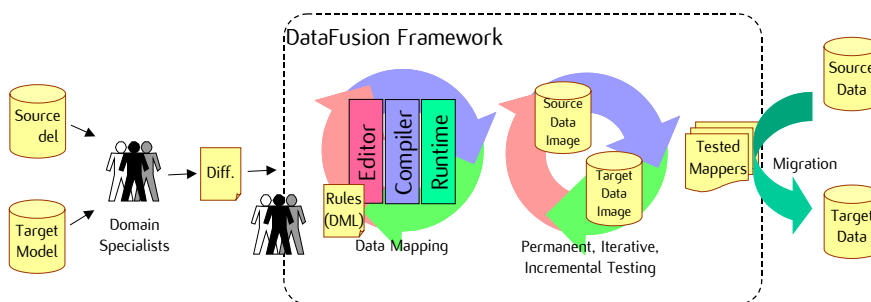 DataFusion Framework
Source
del
Target
Model
Domain
Specialists
Diff.
Editor
Compiler
Runtime
Rules
(DML)
Data Mapping
Source
Data
Image
Target
Data
Image
Permanent, Iterative,
Incremental Testing
Tested
Mappers
Migration
Source
Data
Target
Data